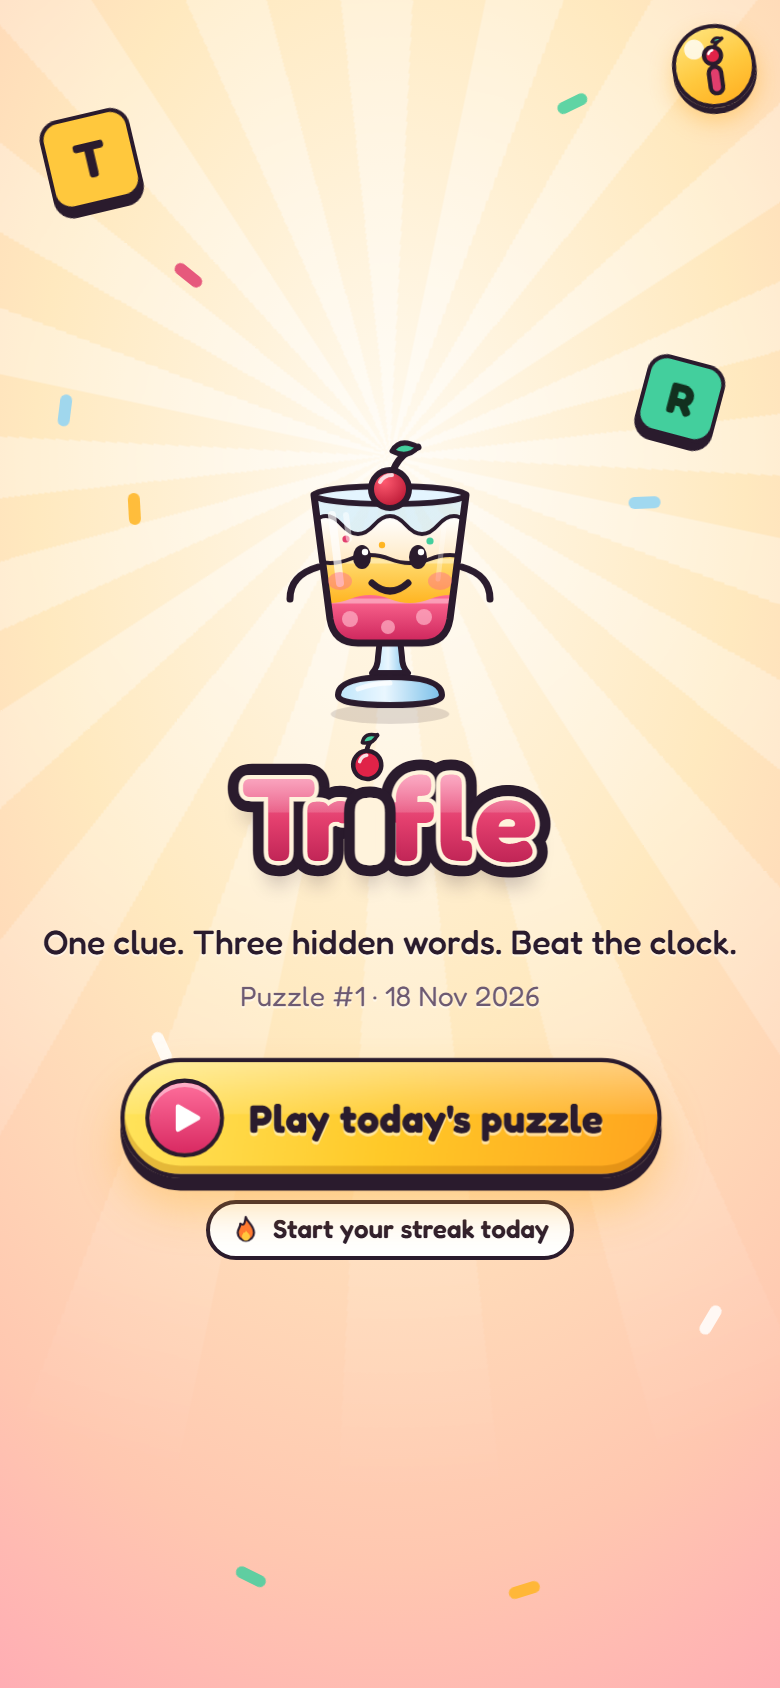 T
R
Trifle
One clue. Three hidden words. Beat the clock.
Puzzle #1 · 18 Nov 2026
Play today's puzzle
Start your streak today